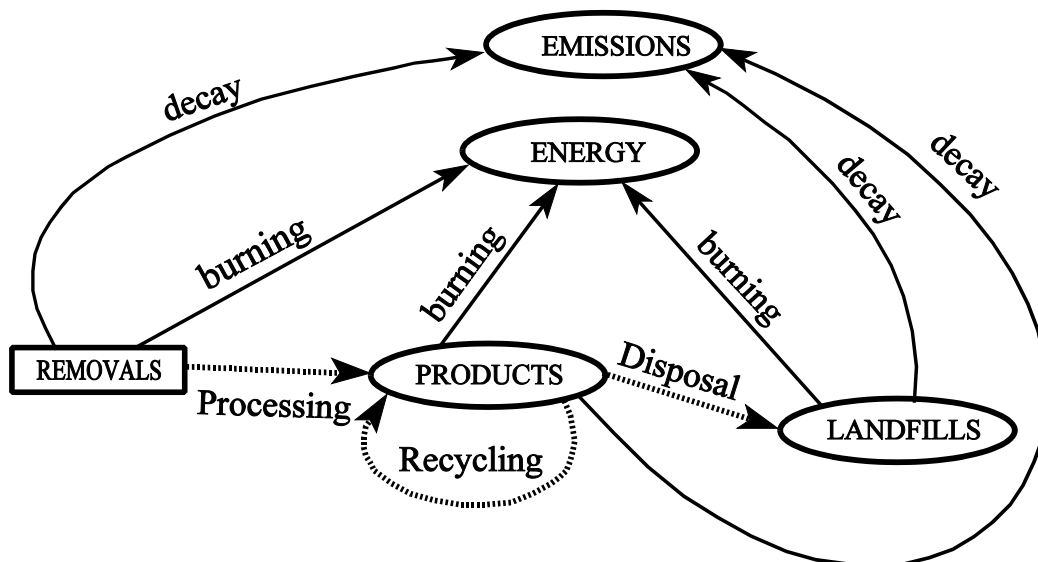 EMISSIONS
decay
ENERGY
decay
decay
burning
burning
burning
REMOVALS
PRODUCTS
Disposal
Processing
LANDFILLS
Recycling